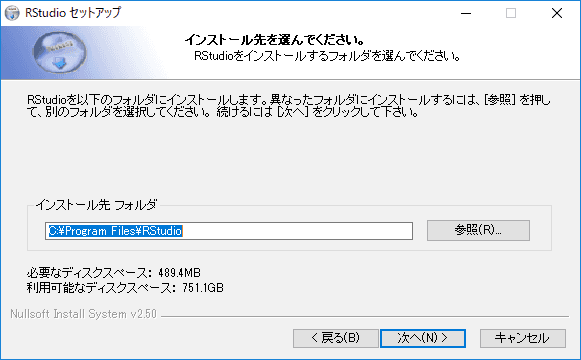 RStudio セットアップ
インストール先を選んでください。
RStudioをインストールするフォルダを選んでください。
RStudioを以下のフォルダにインストールします。異なったフォルダにインストールするには、[参照] を押し
て、別のフォルダを選択してください。 続けるには [次へ] をクリックして下さい。
インストール先 フォルダ
C:¥Program Files¥RStudio
参照(R)...
必要なディスクスペース: 489.4MB
利用可能なディスクスペース: 751.1GB
Nullsoft Install System v2.50
< 戻る(B)
次へ(N) >
キャンセル